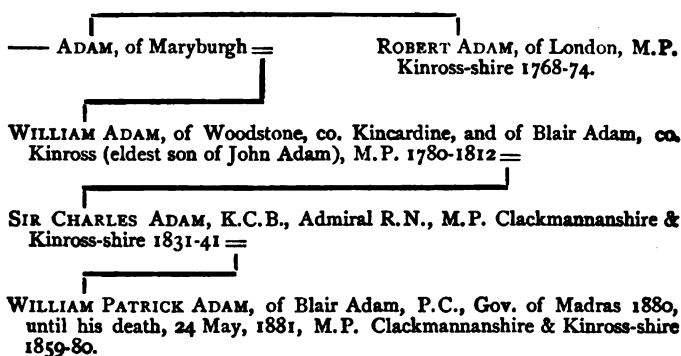 — ADAM, of Maryburgh =
ROBERT ADAM, of London, M.P.
Kinross-shire 1768-74.
WILLIAM ADAM, of Woodstone, co. Kincardine, and of Blair Adam, co.
Kinross (eldest son of John Adam), M.P. 1780-1812 =
SIR CHARLES ADAM, K.C.B., Admiral R.N., M.P. Clackmannanshire &
Kinross-shire 1831-41 =
WILLIAM PATRICK ADAM, of Blair Adam, P.C., Gov. of Madras 1880,
until his death, 24 May, 1881, M.P. Clackmannanshire & Kinross-shire
1859-80.